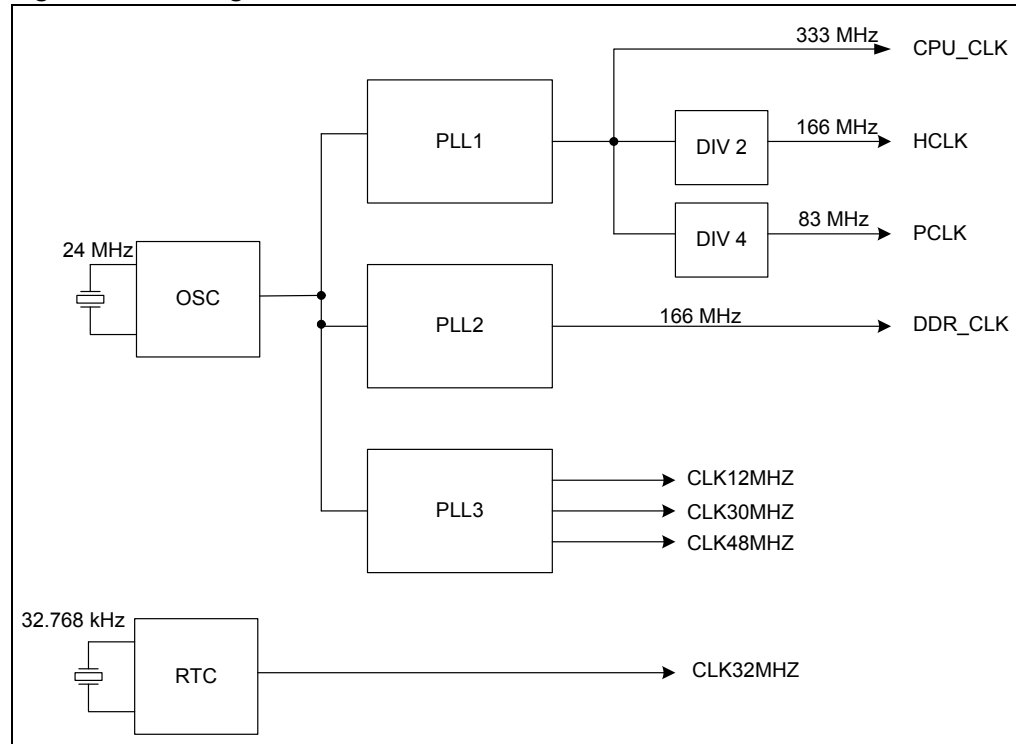 333 MHz
CPU_CLK
PLL1
DIV 2
166 MHz
HCLK
DIV 4
83 MHz
PCLK
24 MHz
OSC
PLL2
166 MHz
DDR_CLK
PLL3
CLK12MHZ
CLK30MHZ
CLK48MHZ
32.768 kHz
RTC
CLK32MHZ